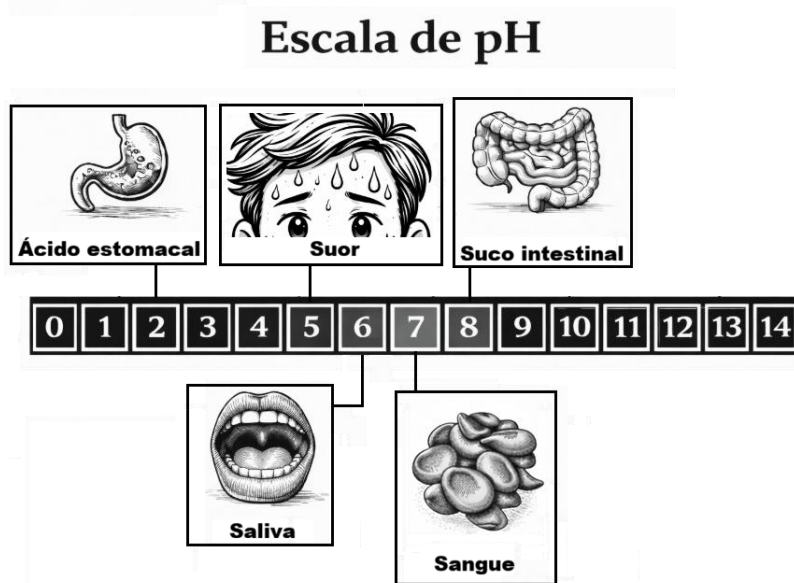 Escala de pH
Ácido estomacal
Suor
Suco intestinal
0 1 2 3 4 5 6 7 8 9 10 11 12 13 14
Saliva
Sangue